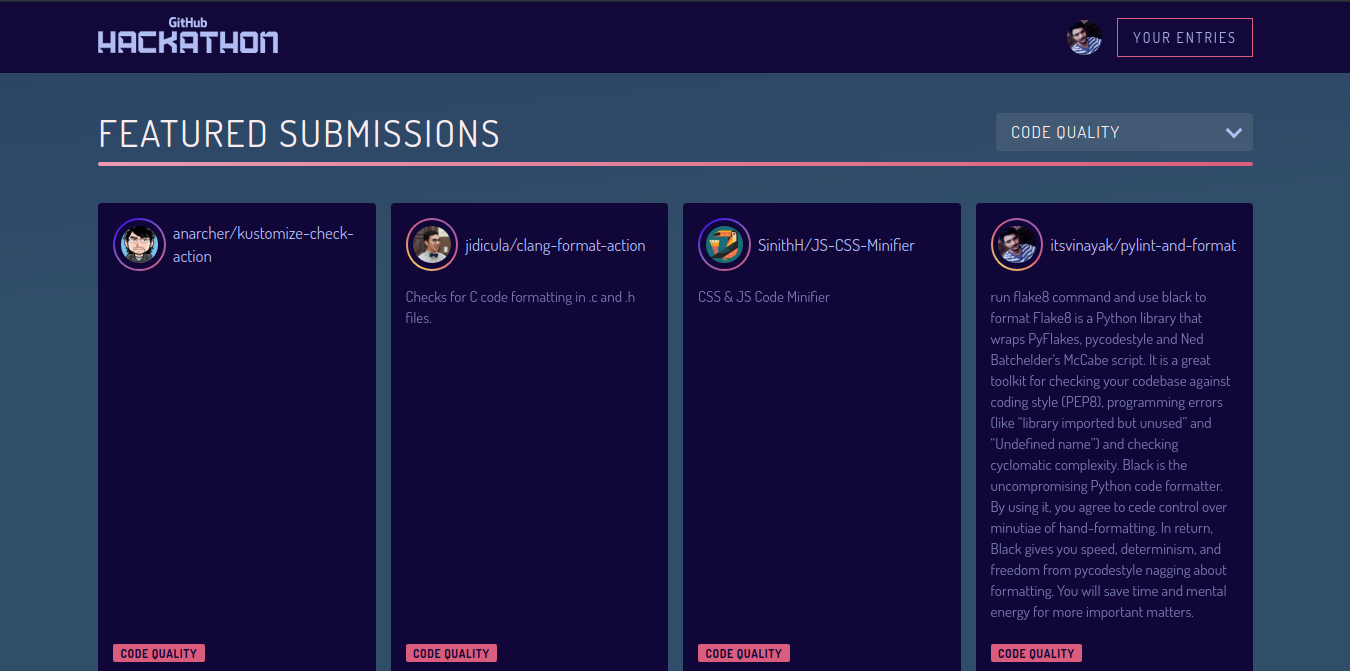 GitHub
HACKATHON
YOUR ENTRIES
FEATURED SUBMISSIONS
CODE QUALITY
anarcher/kustomize-check-
action
CODE QUALITY
jidicula/clang-format-action
Checks for C code formatting in .c and .h
files.
CODE QUALITY
SinithH/JS-CSS-Minifier
CSS & JS Code Minifier
CODE QUALITY
itsvinayak/pylint-and-format
run flake8 command and use black to
format Flake8 is a Python library that
wraps PyFlakes, pycodestyle and Ned
Batchelder's McCabe script. It is a great
toolkit for checking your codebase against
coding style (PEP8), programming errors
(like “library imported but unused” and
“Undefined name”) and checking
cyclomatic complexity. Black is the
uncompromising Python code formatter.
By using it, you agree to cede control over
minutiae of hand-formatting. In return,
Black gives you speed, determinism, and
freedom from pycodestyle nagging about
formatting. You will save time and mental
energy for more important matters.
CODE QUALITY